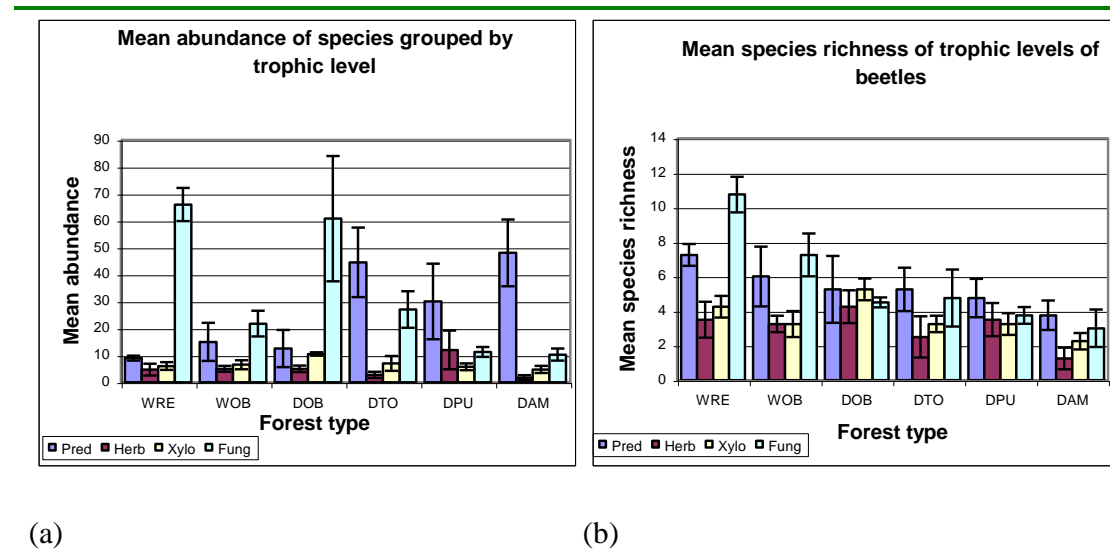 Mean abundance of species grouped by
trophic level
Mean abundance
90
80
70
60
50
40
30
20
10
0
WRE WOB DOB DTO DPU DAM
Forest type
Pred Herb Xylo Fung
Mean species richness of trophic levels of
beetles
Mean species richness
14
12
10
8
6
4
2
0
WRE WOB DOB DTO DPU DAM
Forest type
Pred Herb Xylo Fung
(a) (b)